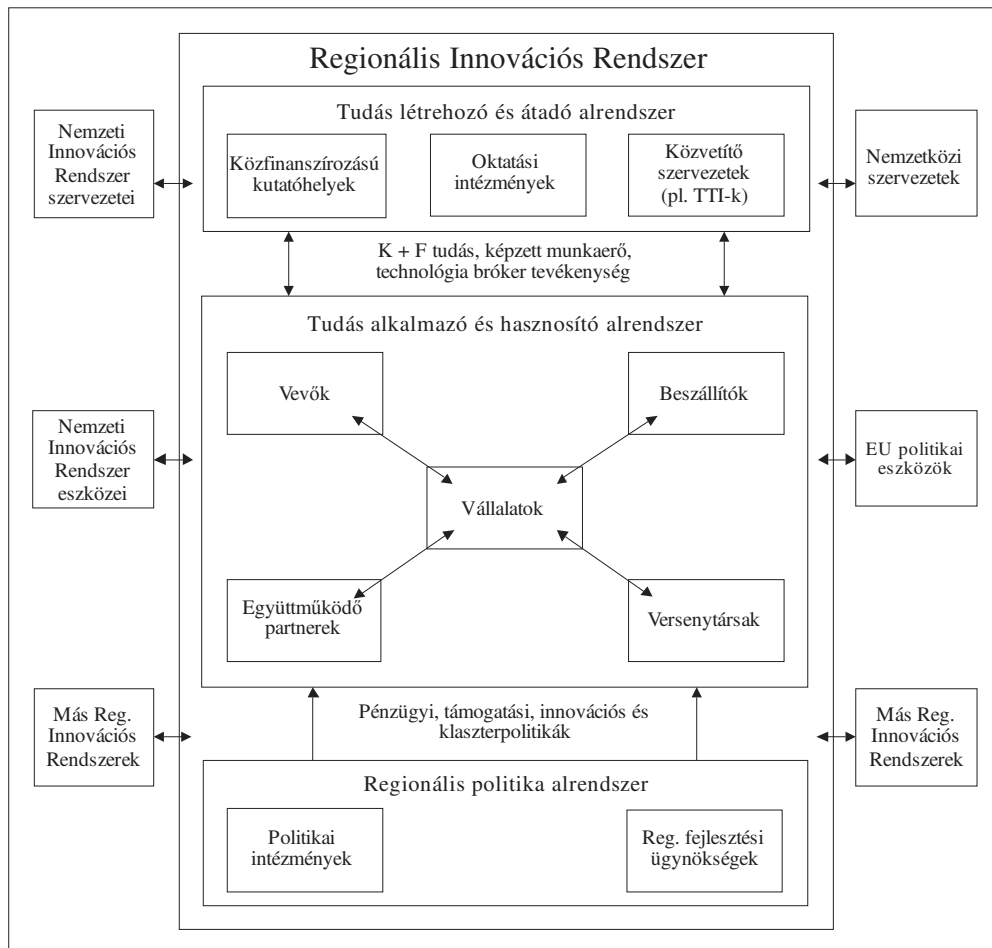 Regionális Innovációs Rendszer
Tudás létrehozó és átadó alrendszer
Közfinanszírozású
kutatóhelyek
Oktatási
intézmények
Közvetítő
szervezetek
(pl. TTI-k)
Nemzeti
Innovációs
Rendszer
szervezetei
Nemzetközi
szervezetek
K + F tudás, képzett munkaerő,
technológia bróker tevékenység
Tudás alkalmazó és hasznosító alrendszer
Vevők
Beszállítók
Vállalatok
Együttműködő
partnerek
Versenytársak
Nemzeti
Innovációs
Rendszer
eszközei
EU politikai
eszközök
Pénzügyi, támogatási, innovációs és
klaszterpolitikák
Más Reg.
Innovációs
Rendszerek
Más Reg.
Innovációs
Rendszerek
Regionális politika alrendszer
Politikai
intézmények
Reg. fejlesztési
ügynökségek